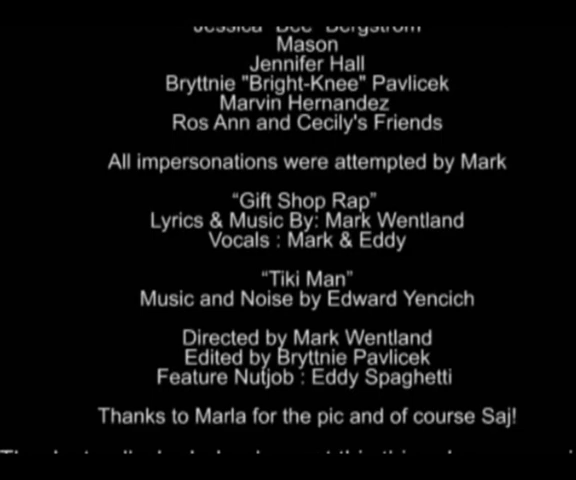 Jessica "Bee" Bergstrom
Mason
Jennifer Hall
Bryttnie "Bright-Knee" Pavlicek
Marvin Hernandez
Ros Ann and Cecily's Friends
All impersonations were attempted by Mark
“Gift Shop Rap”
Lyrics & Music By: Mark Wentland
Vocals : Mark & Eddy
“Tiki Man”
Music and Noise by Edward Yencich
Directed by Mark Wentland
Edited by Bryttnie Pavlicek
Feature Nutjob : Eddy Spaghetti
Thanks to Marla for the pic and of course Saj!